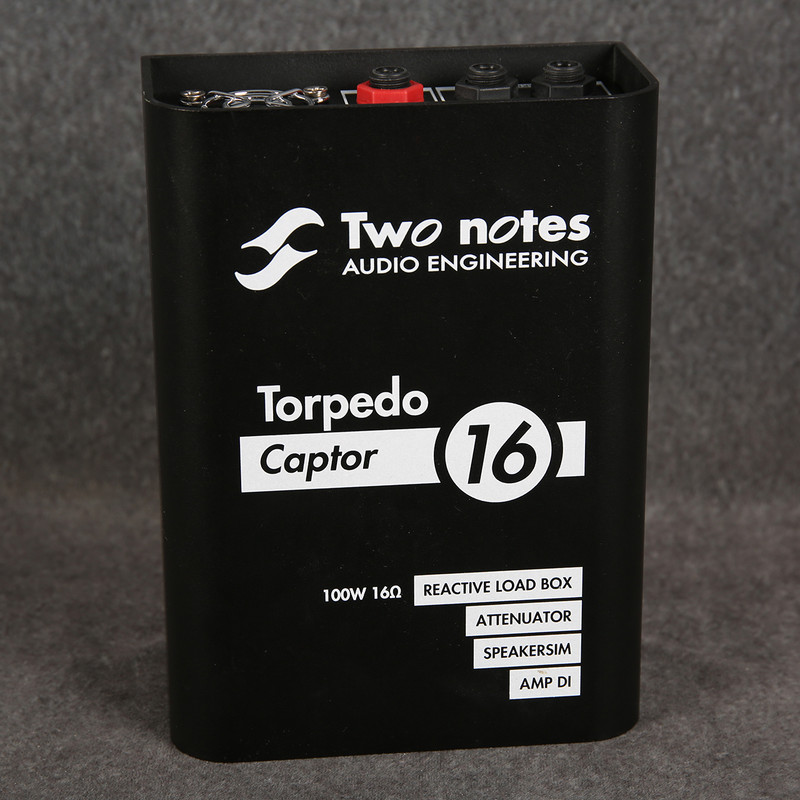 Two notes
AUDIO ENGINEERING
Torpedo
Captor 16
100W 16Ω REACTIVE LOAD BOX
ATTENUATOR
SPEAKERSIM
AMP DI